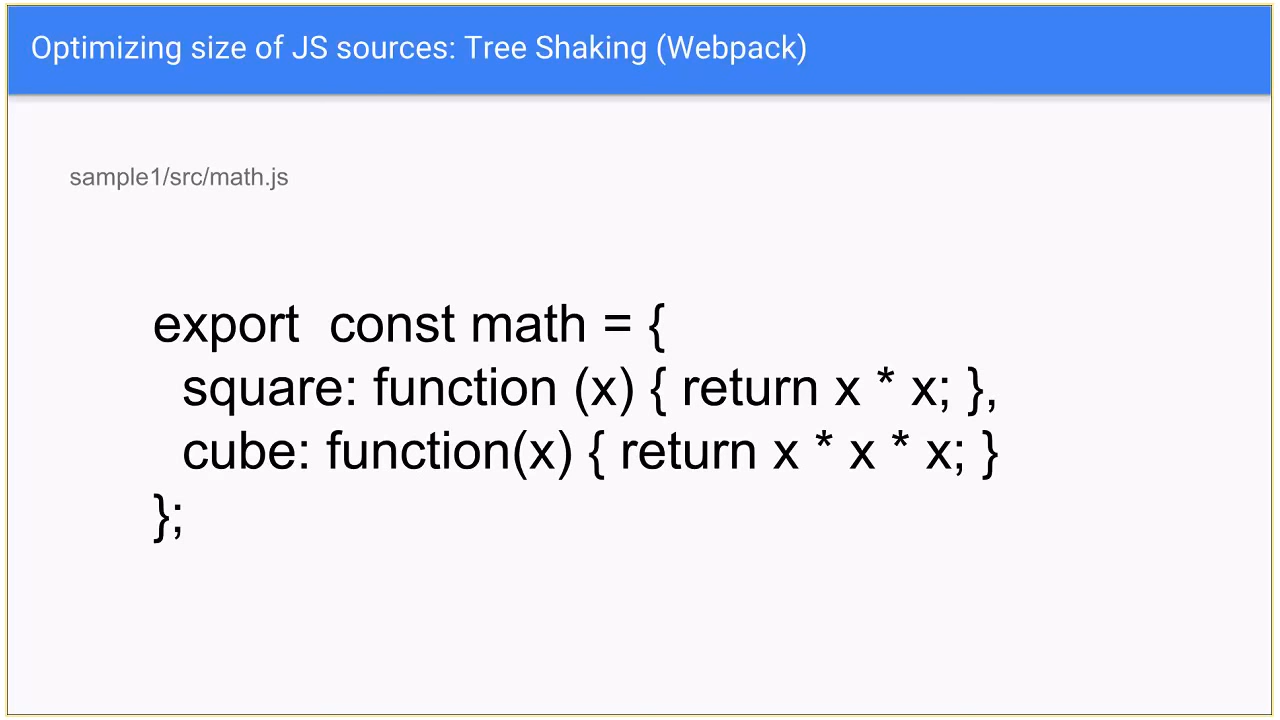 Optimizing size of JS sources: Tree Shaking (Webpack)
sample1/src/math.js
export  const math = {
  square: function (x) { return x * x; },
  cube: function(x) { return x * x * x; }
};